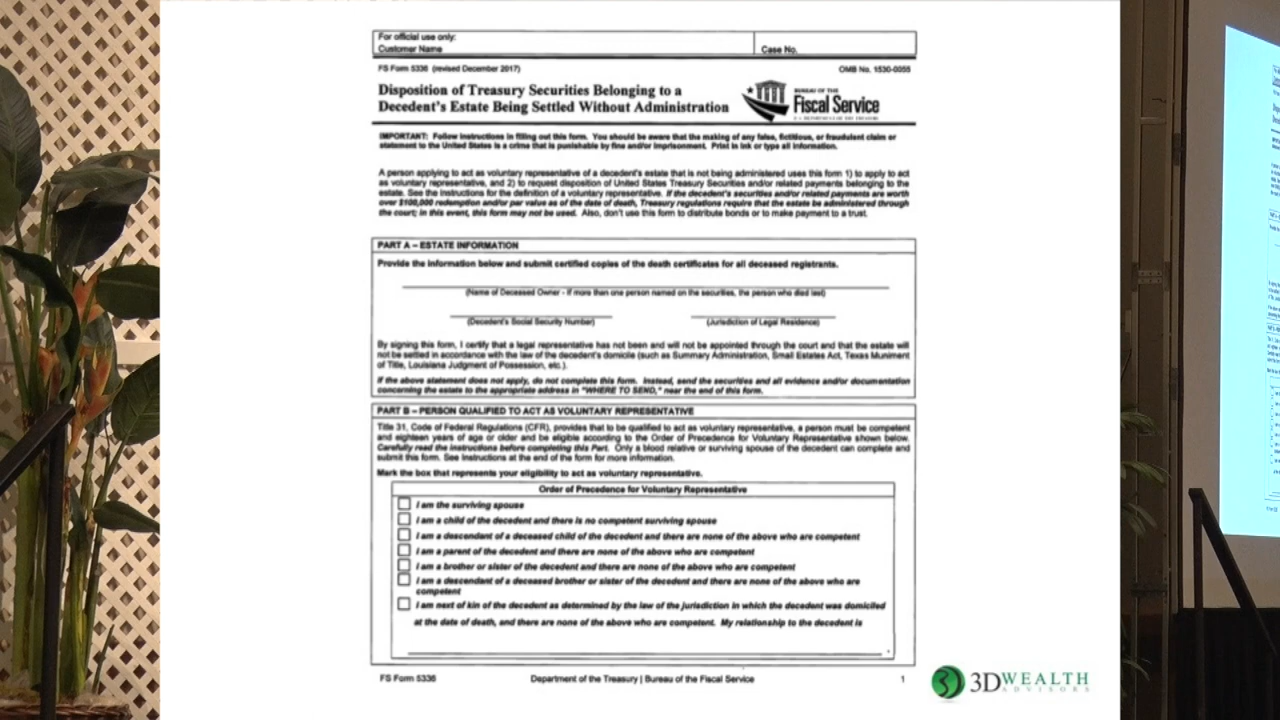 For official use only:
Customer Name
Case No.
FS Form 5336 (revised December 2017)
OMB No. 1530-0055
Disposition of Treasury Securities Belonging to a
Decedent's Estate Being Settled Without Administration
BUREAU OF THE
Fiscal Service
U.S. DEPARTMENT OF THE TREASURY
IMPORTANT: Follow instructions in filling out this form. You should be aware that the making of any false, fictitious, or fraudulent claim or
statement to the United States is a crime that is punishable by fine and/or imprisonment. Print in ink or type all information.
A person applying to act as voluntary representative of a decedent's estate that is not being administered uses this form 1) to apply to act
as voluntary representative, and 2) to request disposition of United States Treasury Securities and/or related payments belonging to the
estate. See the instructions for the definition of a voluntary representative. If the decedent's securities and/or related payments are worth
over $100,000 redemption and/or par value as of the date of death, Treasury regulations require that the estate be administered through
the court; in this event, this form may not be used. Also, don't use this form to distribute bonds or to make payment to a trust.
PART A – ESTATE INFORMATION
Provide the information below and submit certified copies of the death certificates for all deceased registrants.
(Name of Deceased Owner - If more than one person named on the securities, the person who died last)
(Decedent's Social Security Number)
(Jurisdiction of Legal Residence)
By signing this form, I certify that a legal representative has not been and will not be appointed through the court and that the estate will
not be settled in accordance with the law of the decedent's domicile (such as Summary Administration, Small Estates Act, Texas Muniment
of Title, Louisiana Judgment of Possession, etc.).
If the above statement does not apply, do not complete this form. Instead, send the securities and all evidence and/or documentation
concerning the estate to the appropriate address in "WHERE TO SEND," near the end of this form.
PART B – PERSON QUALIFIED TO ACT AS VOLUNTARY REPRESENTATIVE
Title 31, Code of Federal Regulations (CFR), provides that to be qualified to act as voluntary representative, a person must be competent
and eighteen years of age or older and be eligible according to the Order of Precedence for Voluntary Representative shown below.
Carefully read the instructions before completing this Part. Only a blood relative or surviving spouse of the decedent can complete and
submit this form. See Instructions at the end of the form for more information.
Mark the box that represents your eligibility to act as voluntary representative.
Order of Precedence for Voluntary Representative
I am the surviving spouse
I am a child of the decedent and there is no competent surviving spouse
I am a descendant of a deceased child of the decedent and there are none of the above who are competent
I am a parent of the decedent and there are none of the above who are competent
I am a brother or sister of the decedent and there are none of the above who are competent
I am a descendant of a deceased brother or sister of the decedent and there are none of the above who are
competent
I am next of kin of the decedent as determined by the law of the jurisdiction in which the decedent was domiciled
at the date of death, and there are none of the above who are competent. My relationship to the decedent is
.
FS Form 5336
Department of the Treasury | Bureau of the Fiscal Service
1
3D WEALTH
ADVISORS